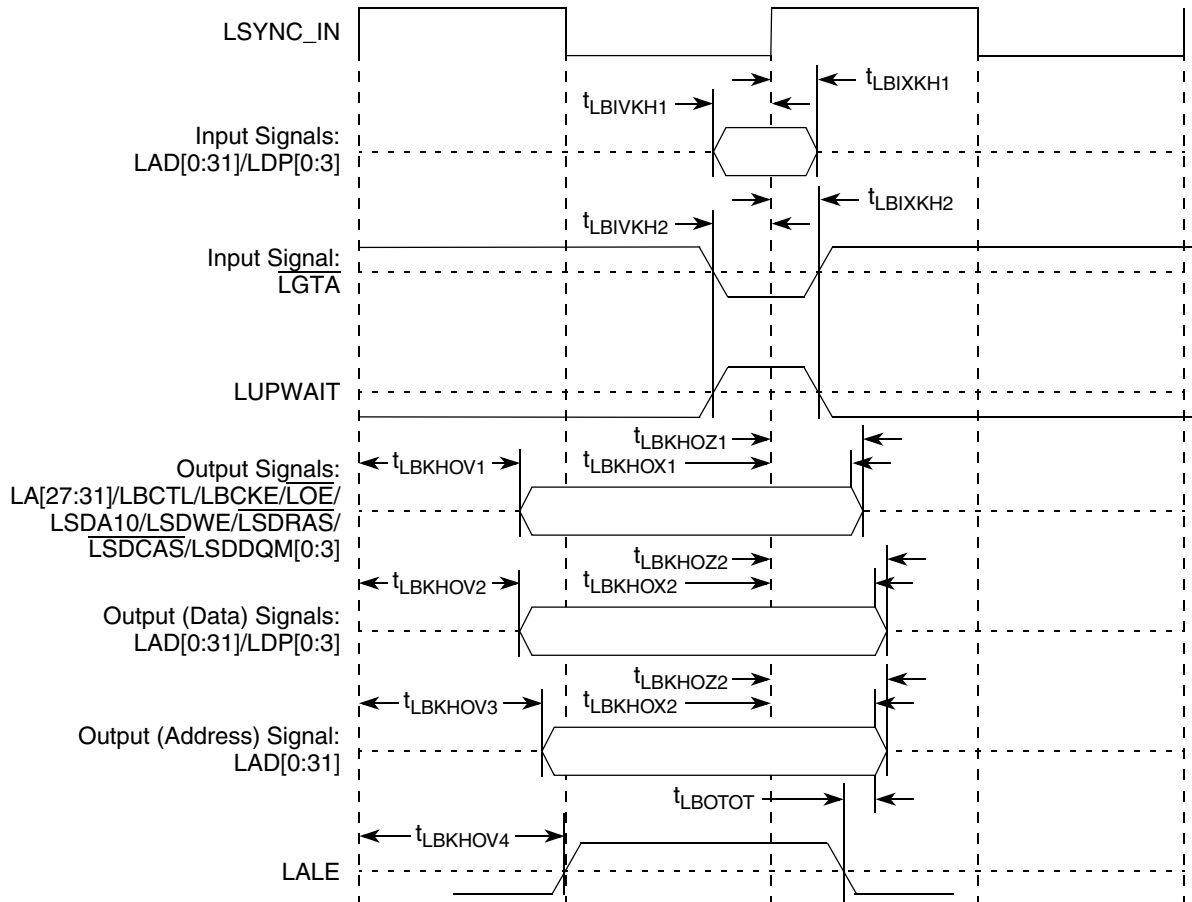 LSYNC_IN
tLBIXKH1
tLBIVKH1
Input Signals:
LAD[0:31]/LDP[0:3]
tLBIXKH2
tLBIVKH2
Input Signal:
LGTA
LUPWAIT
tLBKHOZ1
tLBKHOV1
tLBKHOX1
Output Signals:
LA[27:31]/LBCTL/LBCKE/LOE/
LSDA10/LSDWE/LSDRAS/
LSDCAS/LSDDQM[0:3]
tLBKHOZ2
tLBKHOV2
tLBKHOX2
Output (Data) Signals:
LAD[0:31]/LDP[0:3]
tLBKHOZ2
tLBKHOV3
tLBKHOX2
Output (Address) Signal:
LAD[0:31]
tLBOTOT
tLBKHOV4
LALE